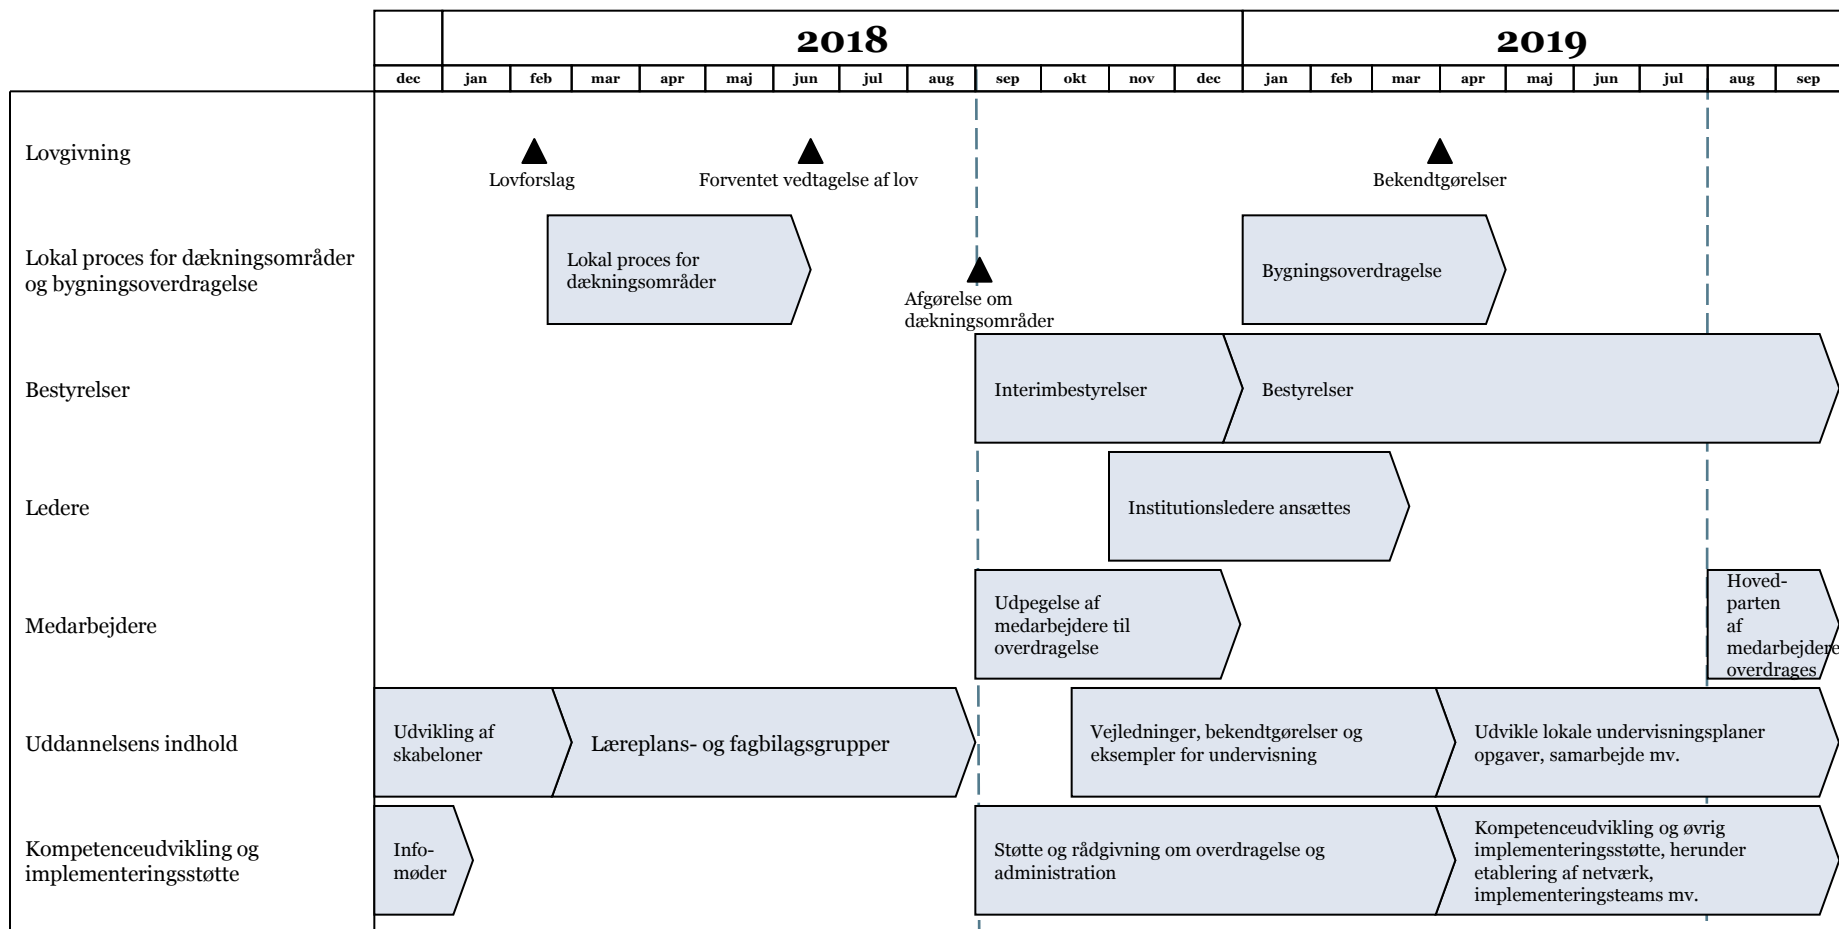 2018
2019
dec jan feb mar apr maj jun jul aug sep okt nov dec jan feb mar apr maj jun jul aug sep
Lovgivning
Lovforslag
Forventet vedtagelse af lov
Bekendtgørelser
Lokal proces for dækningsområder
og bygningsoverdragelse
Lokal proces for
dækningsområder
Afgørelse om
dækningsområder
Bygningsoverdragelse
Bestyrelser
Interimbestyrelser
Bestyrelser
Ledere
Institutionsledere ansættes
Medarbejdere
Udpegelse af
medarbejdere til
overdragelse
Hoved-
parten
af
medarbejdere
overdrages
Uddannelsens indhold
Udvikling af
skabeloner
Læreplans- og fagbilagsgrupper
Vejledninger, bekendtgørelser og
eksempler for undervisning
Udvikle lokale undervisningsplaner
opgaver, samarbejde mv.
Kompetenceudvikling og
implementeringsstøtte
Info-
møder
Støtte og rådgivning om overdragelse og
administration
Kompetenceudvikling og øvrig
implementeringsstøtte, herunder
etablering af netværk,
implementeringsteams mv.